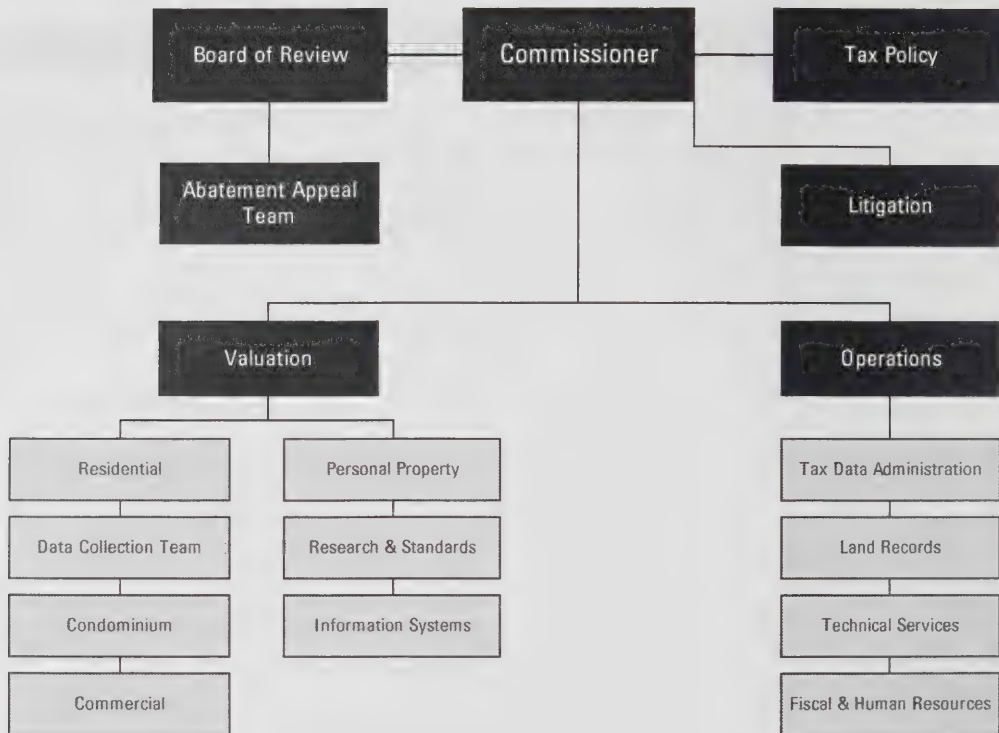 Board of Review
Commissioner
Tax Policy
Abatement Appeal
Team
Litigation
Valuation
Operations
Residential
Personal Property
Tax Data Administration
Data Collection Team
Research & Standards
Land Records
Condominium
Information Systems
Technical Services
Commercial
Fiscal & Human Resources